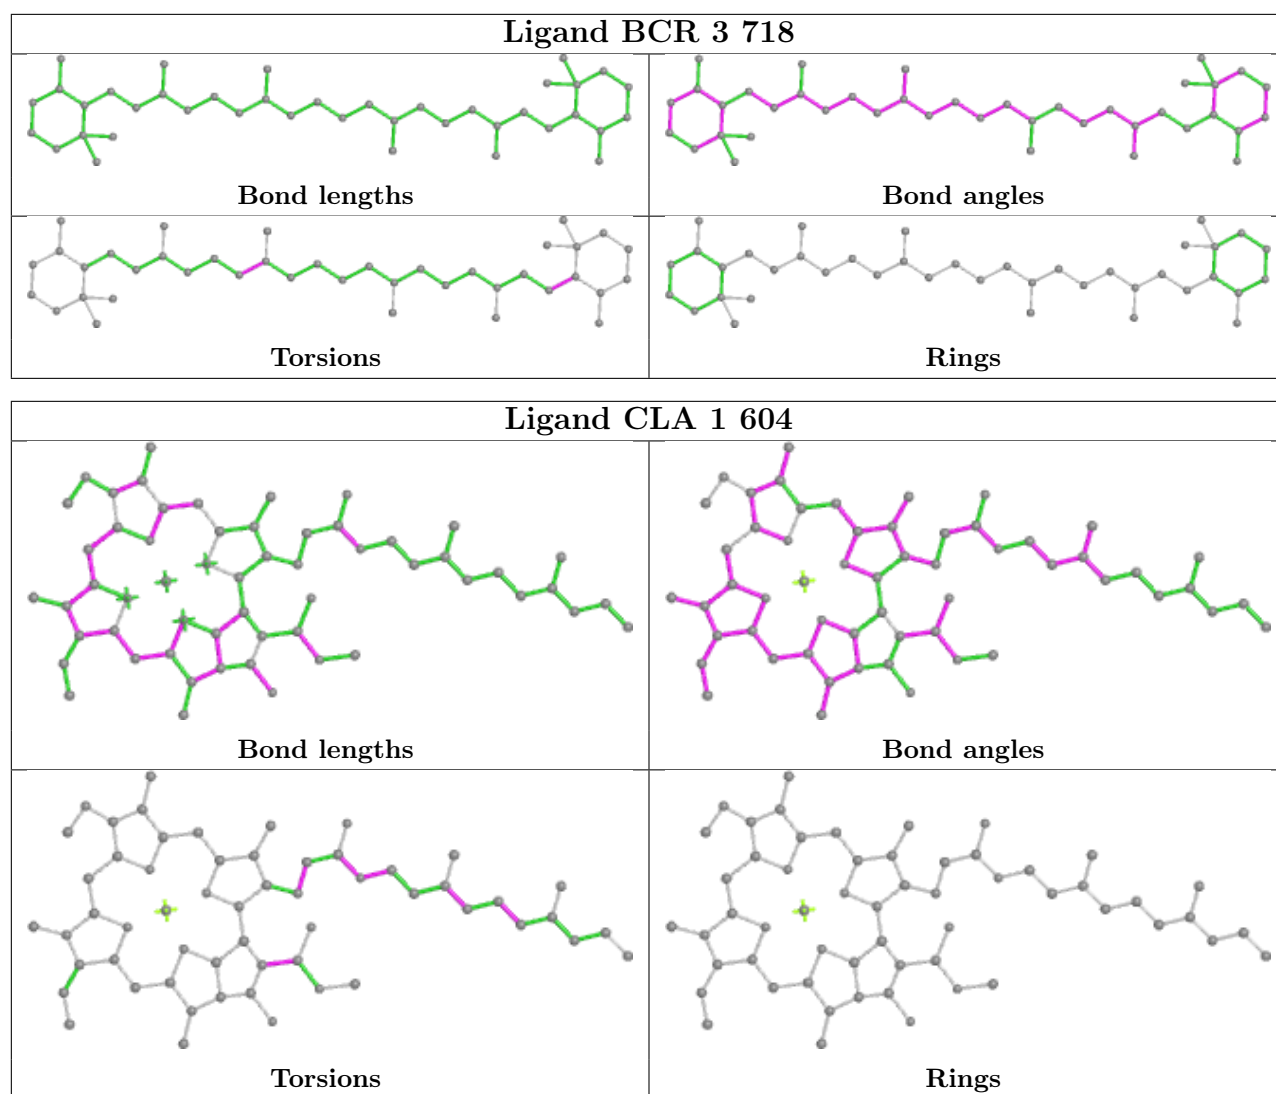 Ligand BCR 3 718
Bond lengths
Bond angles
Torsions
Rings
Ligand CLA 1 604
Bond lengths
Bond angles
Torsions
Rings